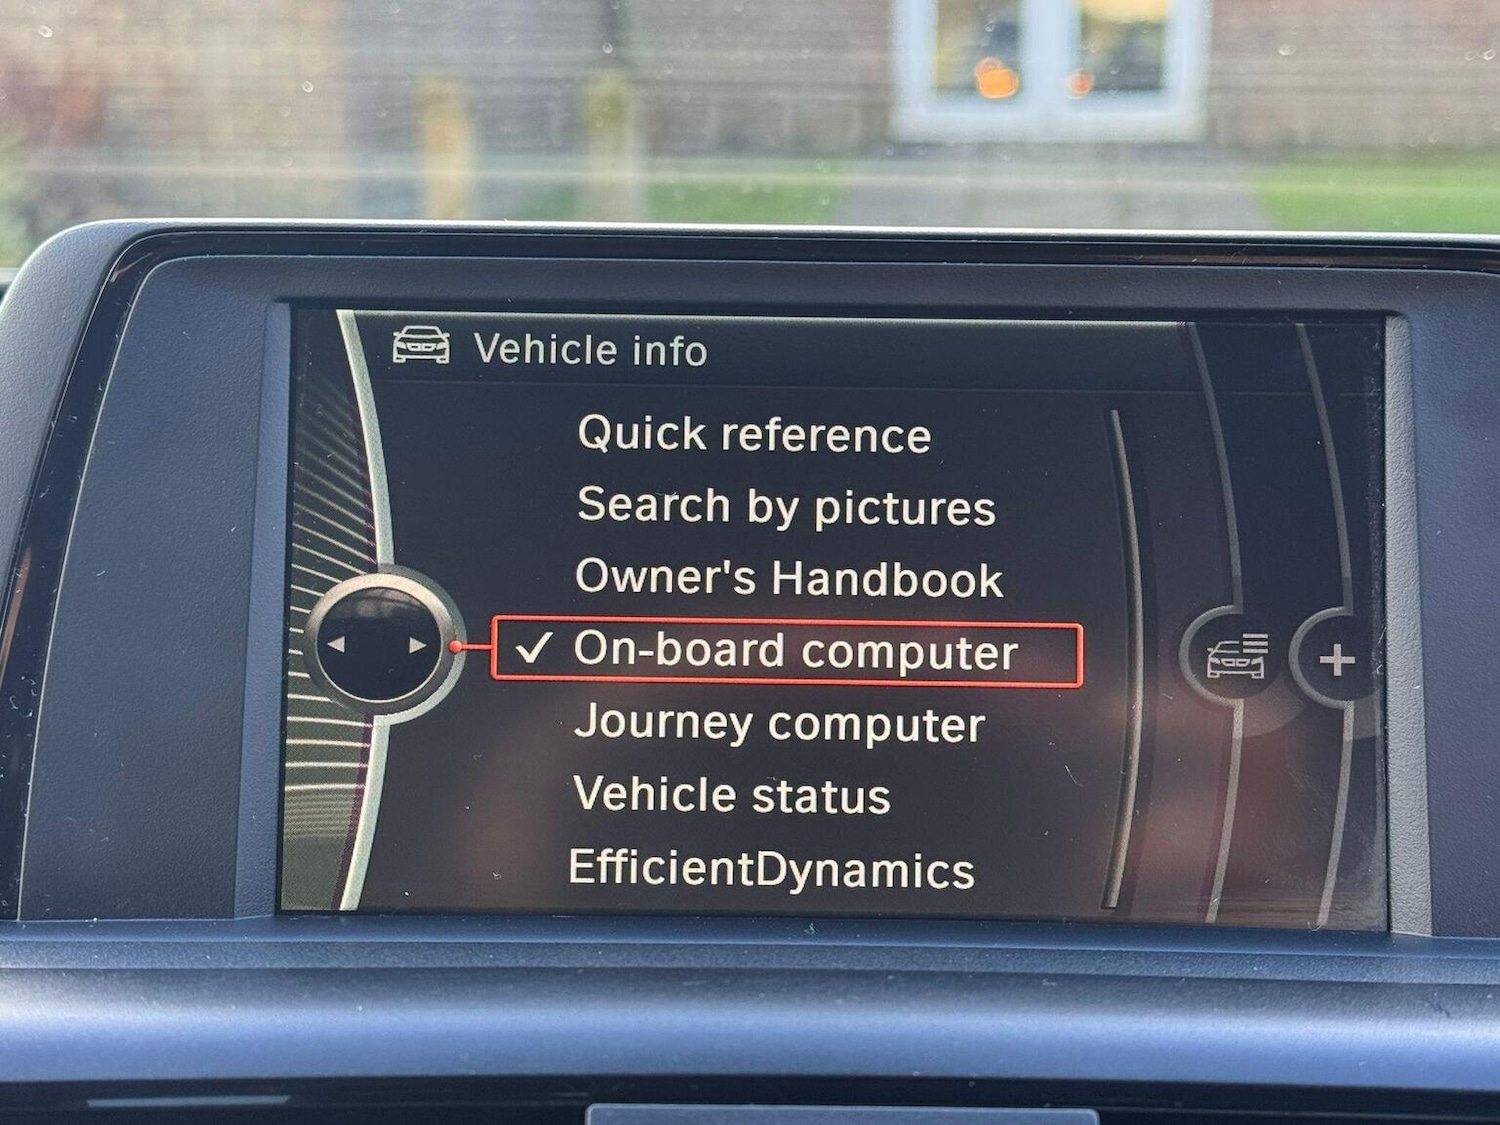 Vehicle info
Quick reference
Search by pictures
Owner's Handbook
✓ On-board computer
Journey computer
Vehicle status
EfficientDynamics